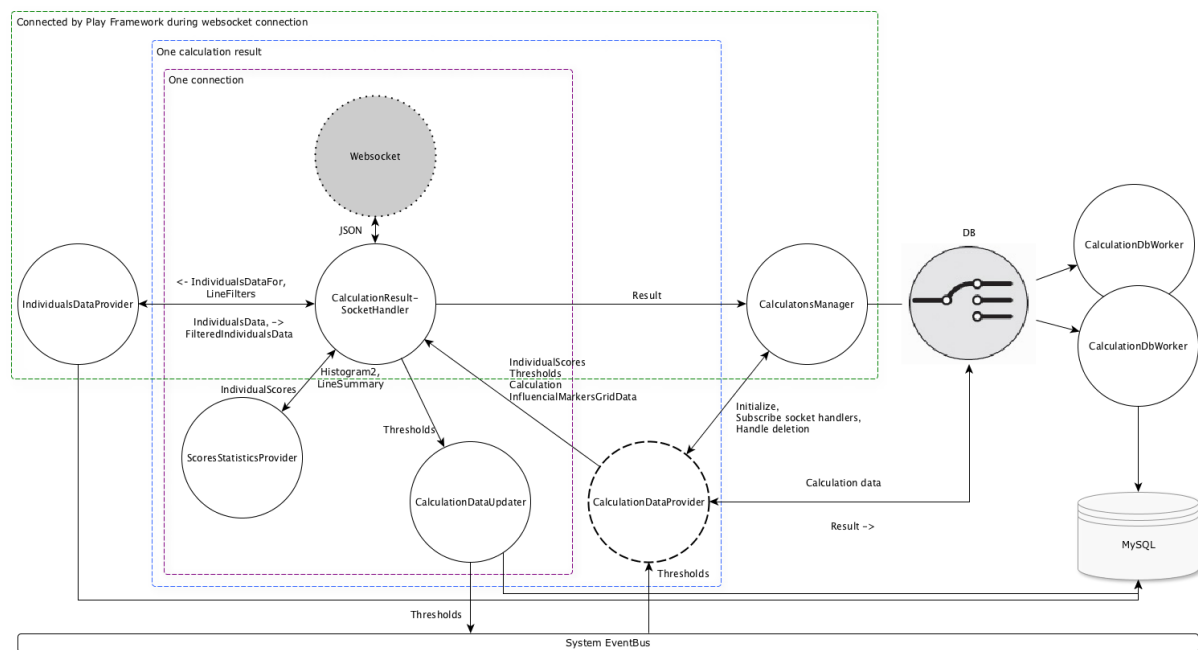 Connected by Play Framework during websocket connection
One calculation result
One connection
Websocket
JSON
DB
CalculationDbWorker
<- IndividualsDataFor,
LineFilters
IndividualsDataProvider
CalculationResult-
SocketHandler
Result
CalculatonsManager
IndividualsData, ->
FilteredIndividualsData
CalculationDbWorker
IndividualScores
Thresholds
Calculation
InfluencialMarkersGridData
Histogram2,
LineSummary
IndividualScores
Initialize,
Subscribe socket handlers,
Handle deletion
Thresholds
ScoresStatisticsProvider
CalculationDataUpdater
CalculationDataProvider
Calculation data
Result ->
MySQL
Thresholds
Thresholds
System EventBus